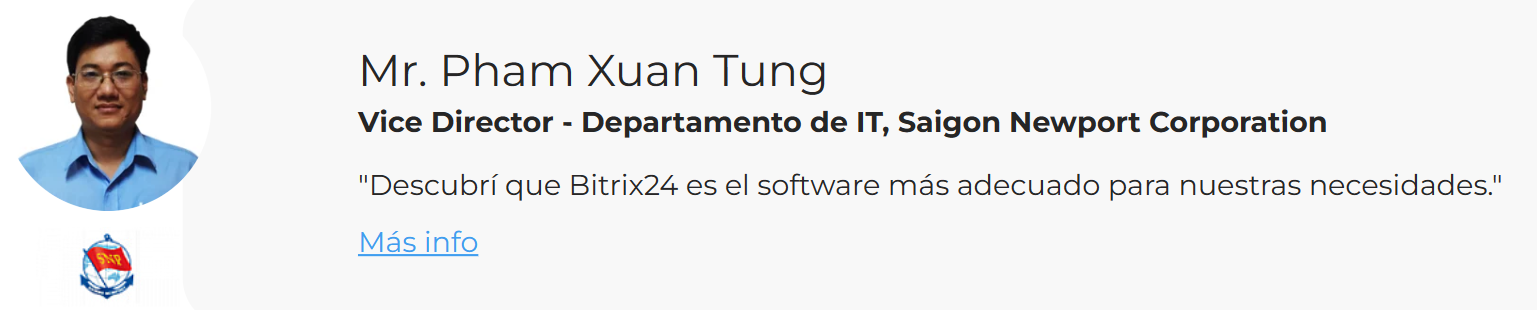 Mr. Pham Xuan Tung
Vice Director - Departamento de IT, Saigon Newport Corporation
"Descubrí que Bitrix24 es el software más adecuado para nuestras necesidades."
Más info
SNP